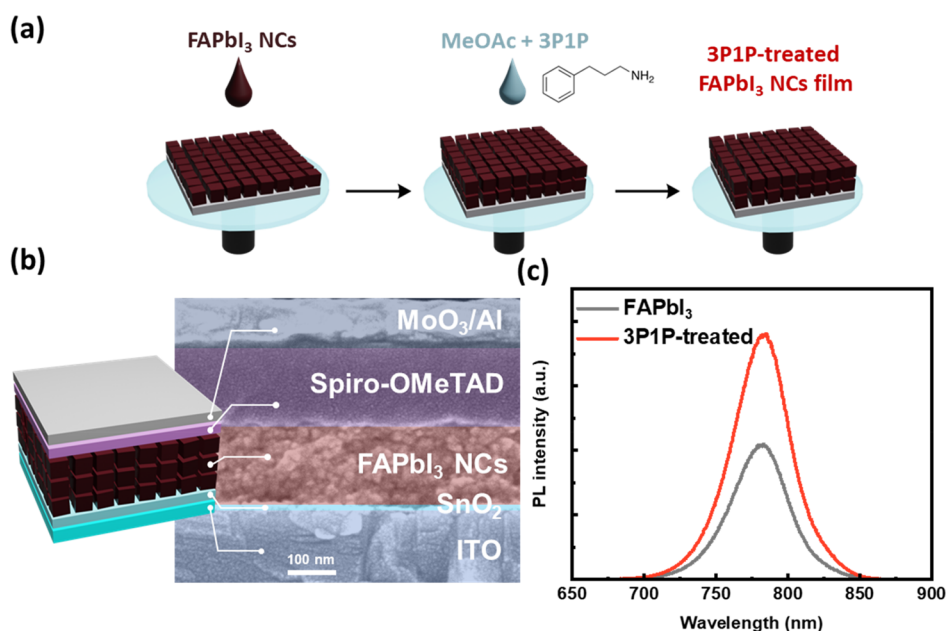 (a)
FAPbI₃ NCs
MeOAc + 3P1P
NH₂
3P1P-treated
FAPbI₃ NCs film
(b)
MoO₃/Al
Spiro-OMeTAD
FAPbI₃ NCs
SnO₂
ITO
100 nm
(c)
FAPbI₃
3P1P-treated
PL intensity (a.u.)
650 700 750 800 850 900
Wavelength (nm)